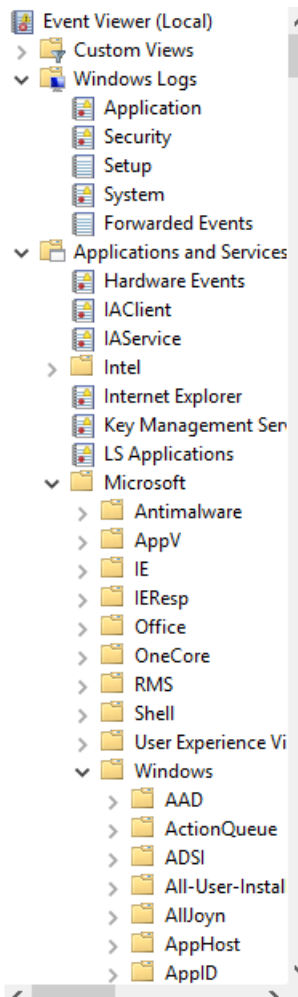 Event Viewer (Local)
Custom Views
Windows Logs
Application
Security
Setup
System
Forwarded Events
Applications and Services
Hardware Events
IAClient
IAService
Intel
Internet Explorer
Key Management Ser
LS Applications
Microsoft
Antimalware
AppV
IE
IEResp
Office
OneCore
RMS
Shell
User Experience Vi
Windows
AAD
ActionQueue
ADSI
All-User-Instal
AllJoyn
AppHost
AppID